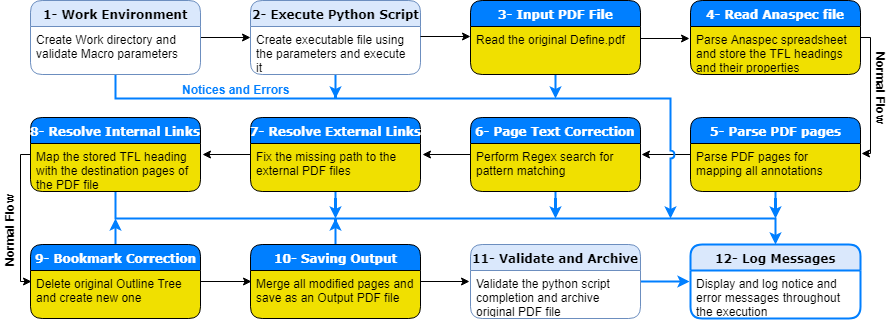 1- Work Environment
Create Work directory and
validate Macro parameters
2- Execute Python Script
Create executable file using
the parameters and execute
it
3- Input PDF File
Read the original Define.pdf
4- Read Anaspec file
Parse Anaspec spreadsheet
and store the TFL headings
and their properties
Normal Flow
Notices and Errors
8- Resolve Internal Links
Map the stored TFL heading
with the destination pages of
the PDF file
7- Resolve External Links
Fix the missing path to the
external PDF files
6- Page Text Correction
Perform Regex search for
pattern matching
5- Parse PDF pages
Parse PDF pages for
mapping all annotations
Normal Flow
9- Bookmark Correction
Delete original Outline Tree
and create new one
10- Saving Output
Merge all modified pages and
save as an Output PDF file
11- Validate and Archive
Validate the python script
completion and archive
original PDF file
12- Log Messages
Display and log notice and
error messages throughout
the execution